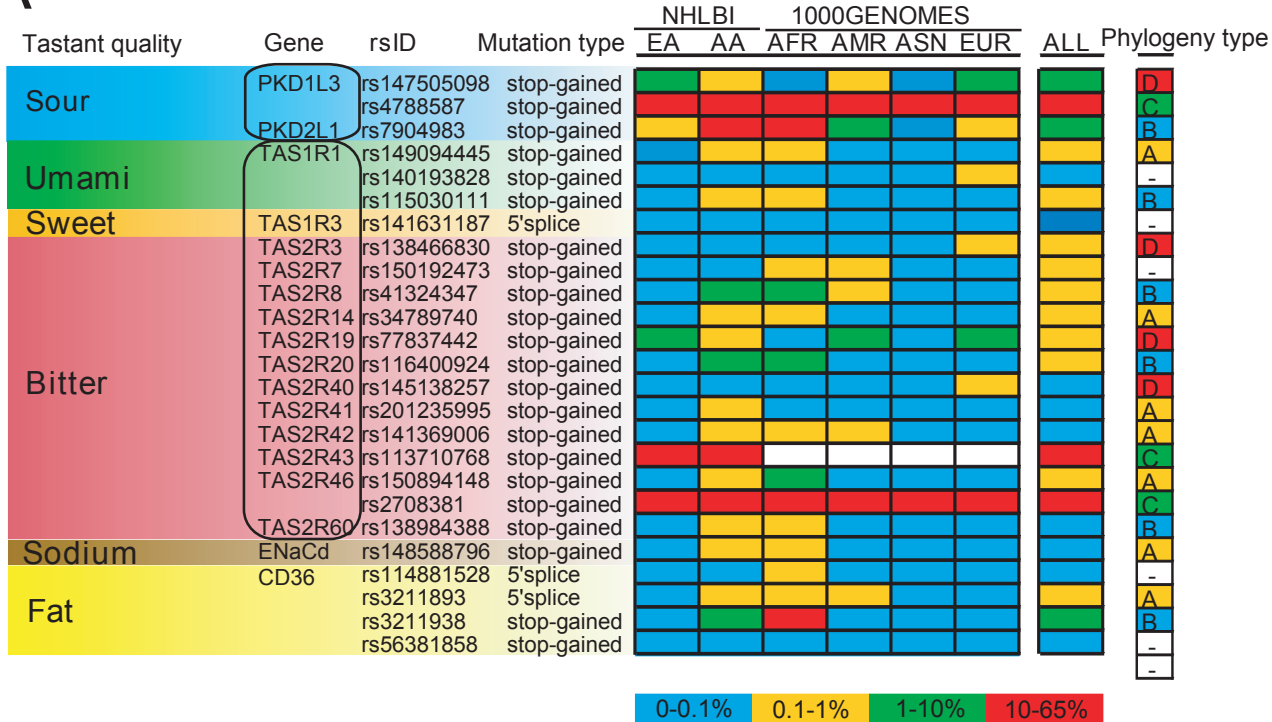 NHLBI 1000GENOMES
Tastant quality Gene rsID Mutation type EA AA AFR AMR ASN EUR ALL Phylogeny type
Sour PKD1L3 rs147505098 stop-gained D
rs4788587 stop-gained C
PKD2L1 rs7904983 stop-gained B
Umami TAS1R1 rs149094445 stop-gained A
rs140193828 stop-gained -
rs115030111 stop-gained B
Sweet TAS1R3 rs141631187 5'splice -
Bitter TAS2R3 rs138466830 stop-gained D
TAS2R7 rs150192473 stop-gained -
TAS2R8 rs41324347 stop-gained B
TAS2R14 rs34789740 stop-gained A
TAS2R19 rs77837442 stop-gained D
TAS2R20 rs116400924 stop-gained B
TAS2R40 rs145138257 stop-gained D
TAS2R41 rs201235995 stop-gained A
TAS2R42 rs141369006 stop-gained A
TAS2R43 rs113710768 stop-gained C
TAS2R46 rs150894148 stop-gained A
rs2708381 stop-gained C
TAS2R60 rs138984388 stop-gained B
Sodium ENaCd rs148588796 stop-gained A
Fat CD36 rs114881528 5'splice -
rs3211893 5'splice A
rs3211938 stop-gained B
rs56381858 stop-gained -
-
0-0.1% 0.1-1% 1-10% 10-65%